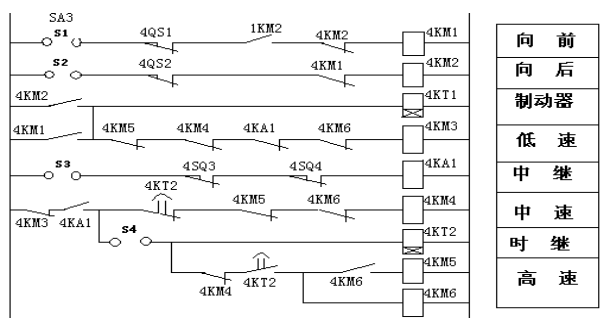 SA3
S1 4QS1 1KM2 4KM2 4KM1 向 前
S2 4QS2 4KM1 4KM2 向 后
4KM2 4KT1 制动器
4KM1 4KM5 4KM4 4KA1 4KM6 4KM3 低 速
S3 4SQ3 4SQ4 4KA1 中 继
4KT2 4KM5 4KM6 4KM4 中 速
4KM3 4KA1
S4 4KT2 时 继
4KM4 4KT2 4KM6 4KM5 高 速
4KM6